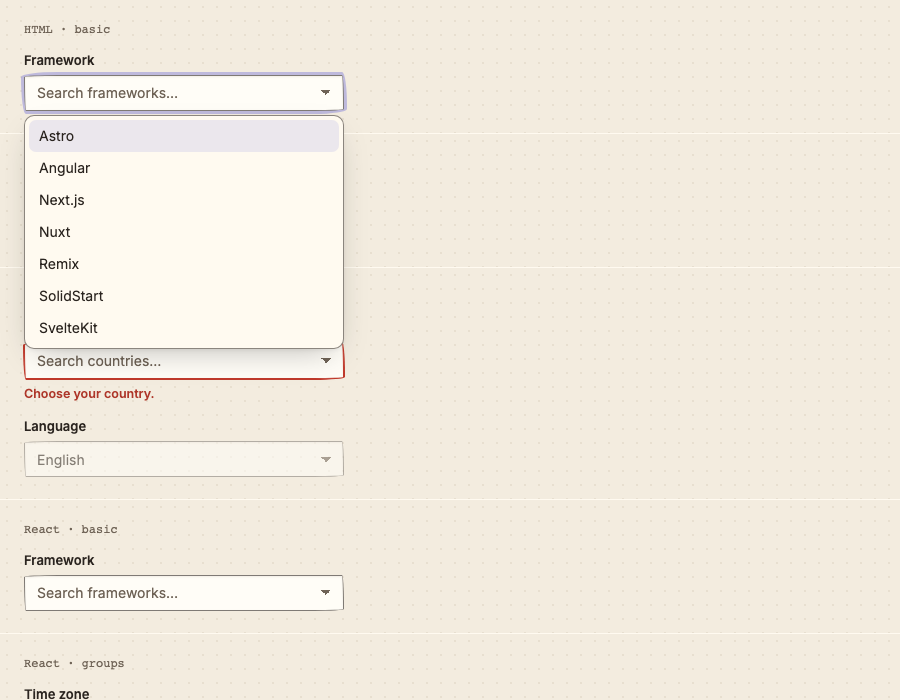 HTML · basic
Framework
Search frameworks...
Astro
Angular
Next.js
Nuxt
Remix
SolidStart
SvelteKit
Search countries...
Choose your country.
Language
English
React · basic
Framework
Search frameworks...
React · groups
Time zone